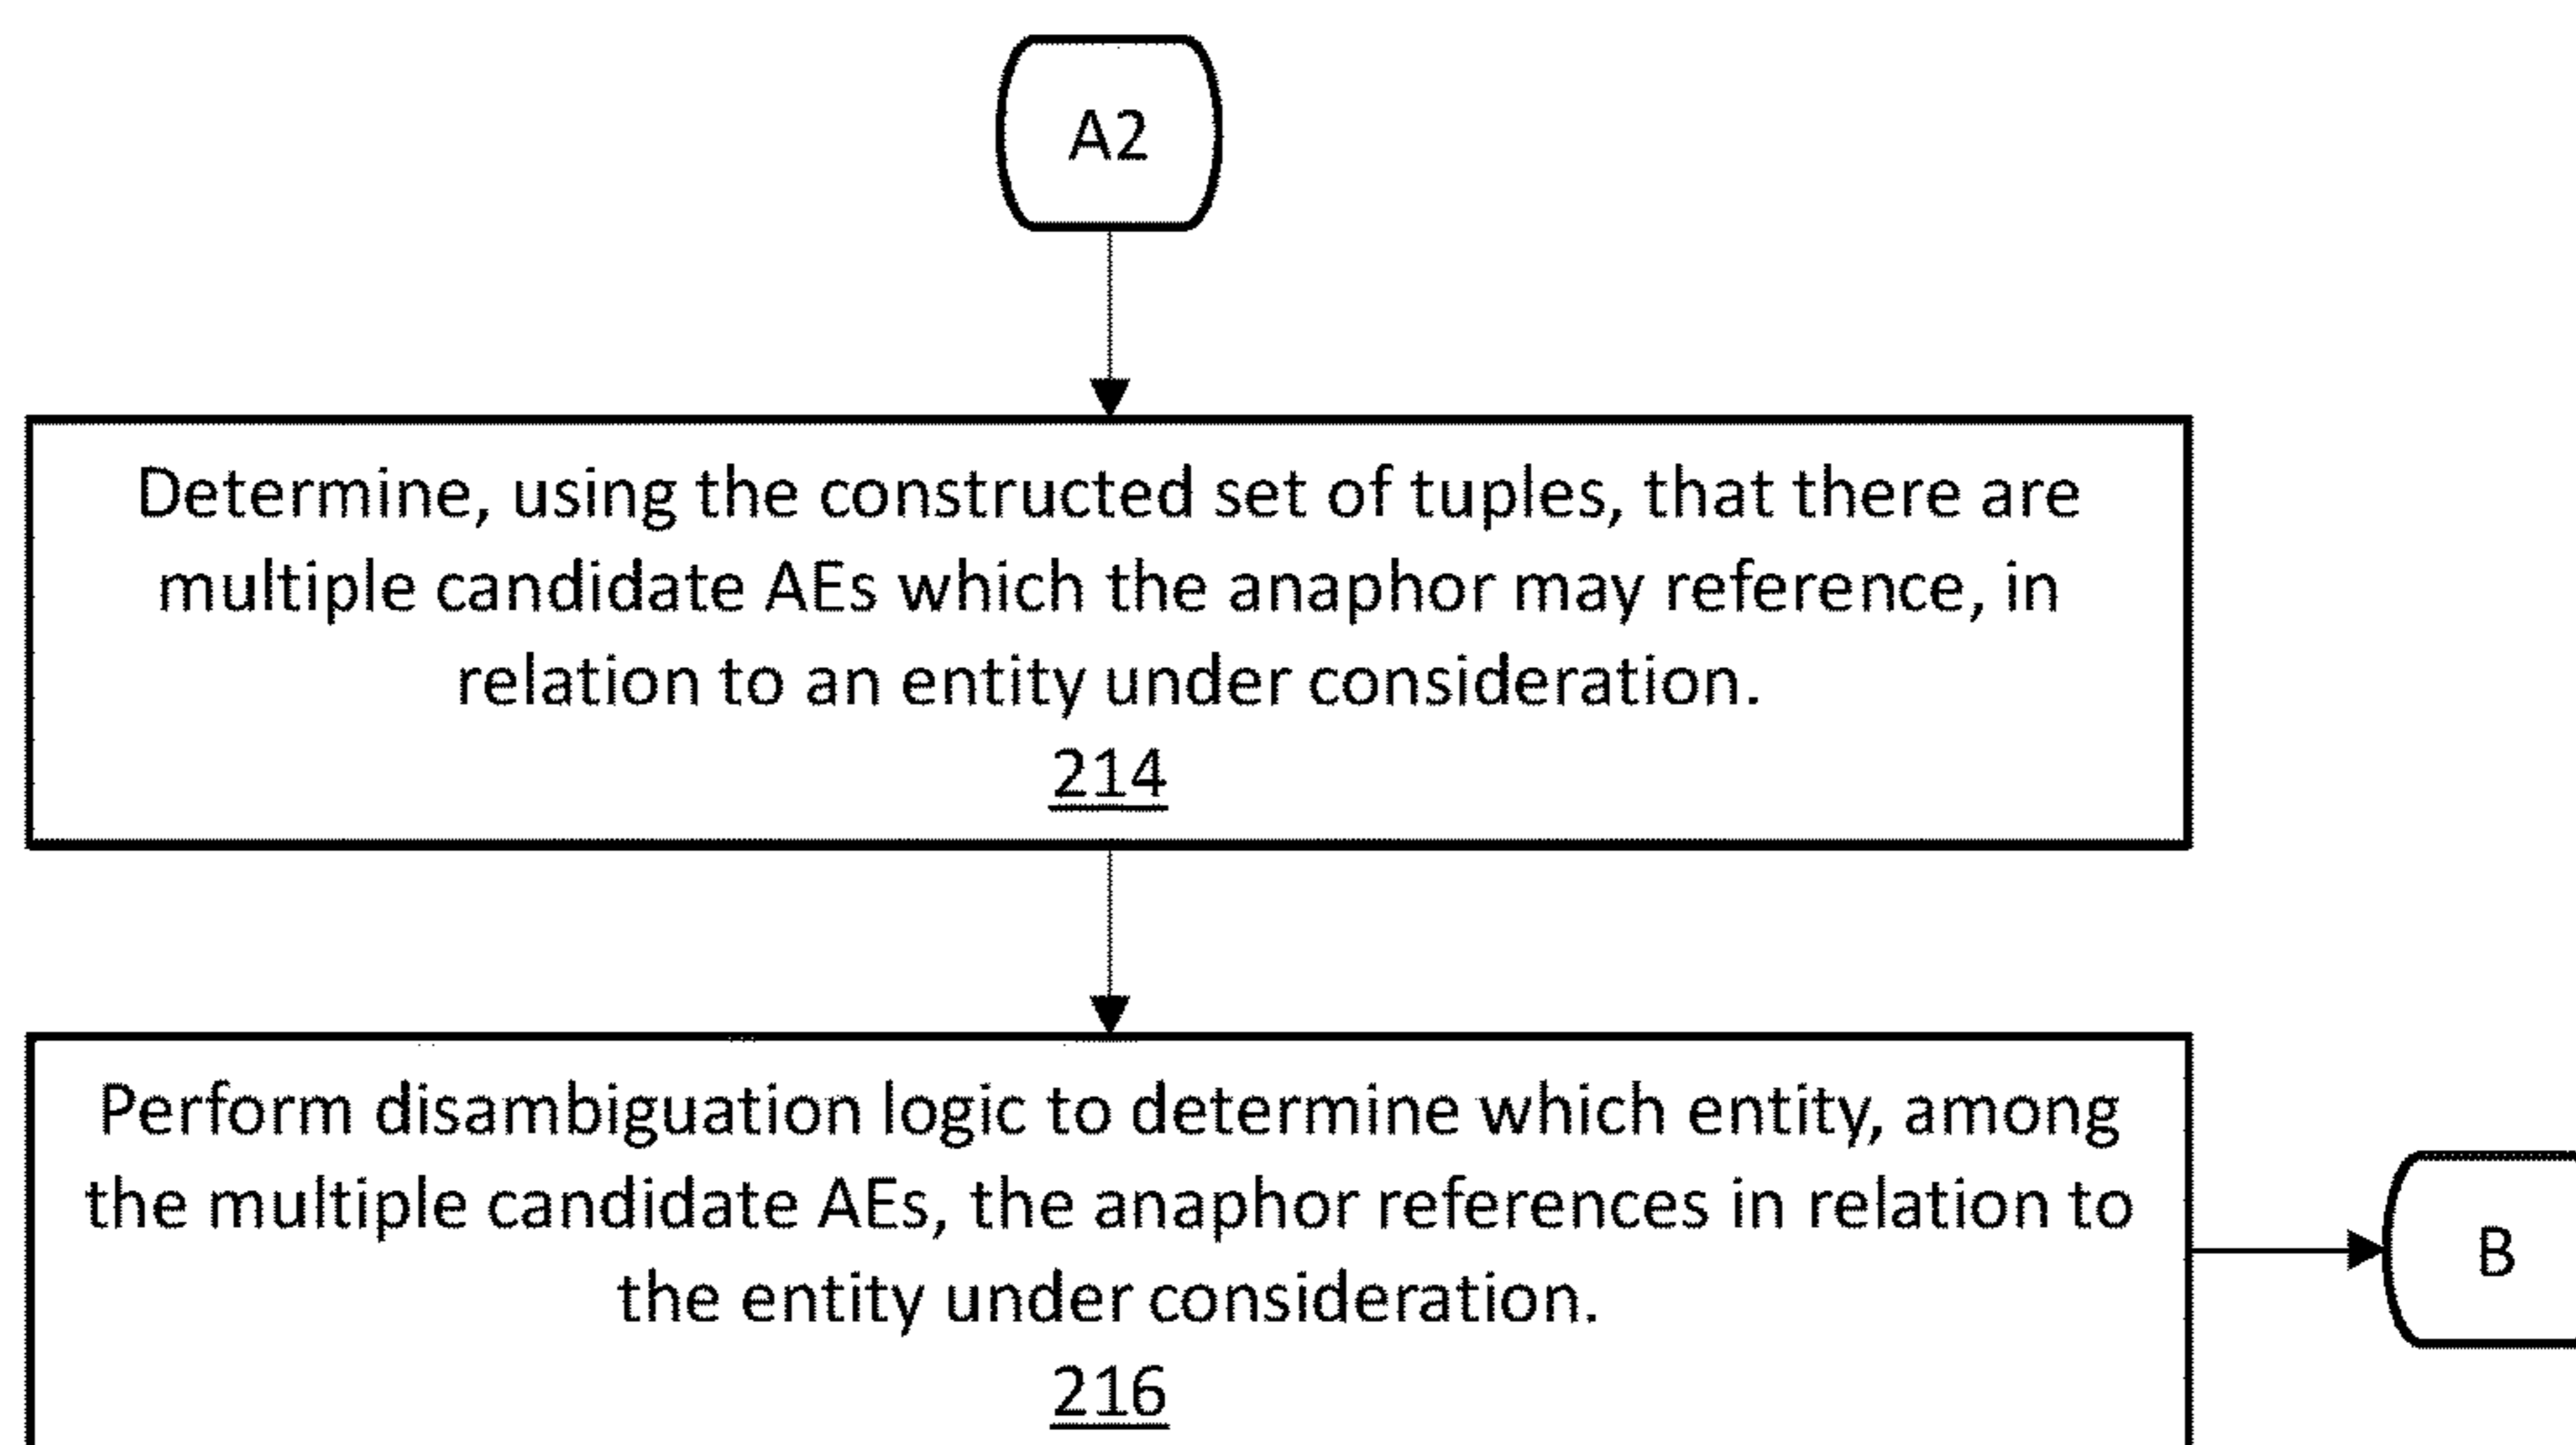 A2
Determine, using the constructed set of tuples, that there are
multiple candidate AEs which the anaphor may reference, in
relation to an entity under consideration.
214
Perform disambiguation logic to determine which entity, among
the multiple candidate AEs, the anaphor references in relation to
the entity under consideration.
216
B